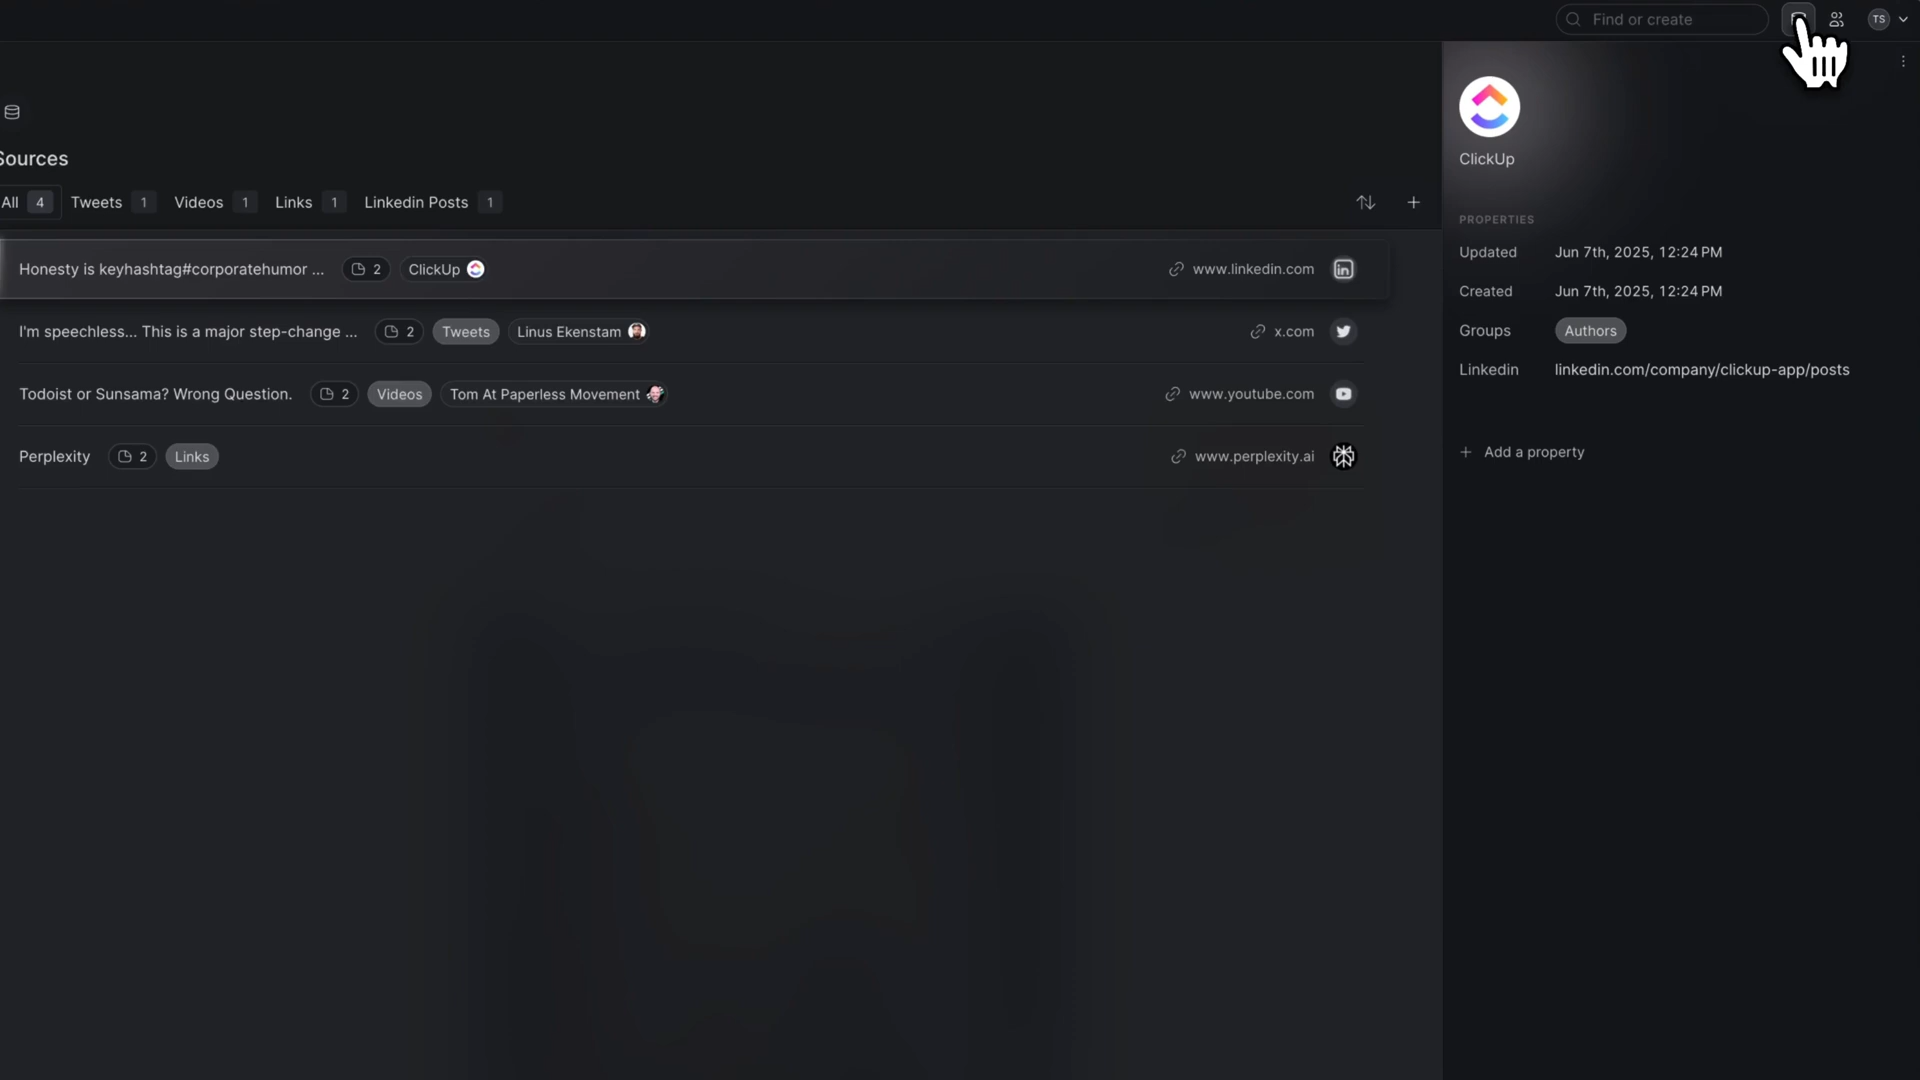 Find or create
TS
ClickUp
Sources
All 4 Tweets 1 Videos 1 Links 1 Linkedin Posts 1
PROPERTIES
Updated Jun 7th, 2025, 12:24 PM
Honesty is keyhashtag#corporatehumor ... 2 ClickUp www.linkedin.com in
Created Jun 7th, 2025, 12:24 PM
I'm speechless... This is a major step-change ... 2 Tweets Linus Ekenstam x.com
Groups Authors
Linkedin linkedin.com/company/clickup-app/posts
Todoist or Sunsama? Wrong Question. 2 Videos Tom At Paperless Movement www.youtube.com
Perplexity 2 Links www.perplexity.ai
+ Add a property